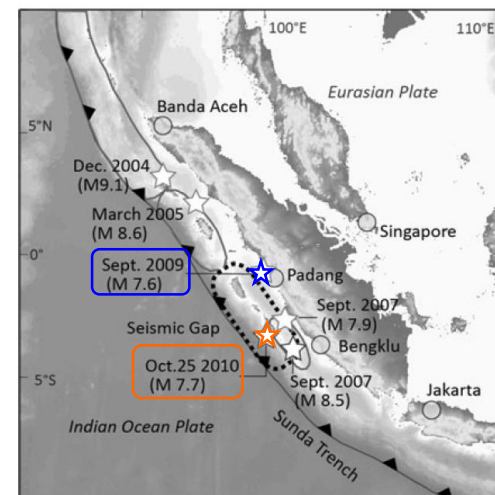 100°E
110°E
Eurasian Plate
Banda Aceh
5°N
Dec. 2004
(M9.1)
March 2005
(M 8.6)
Singapore
0°
Sept. 2009
(M 7.6)
Padang
Sept. 2007
(M 7.9)
Seismic Gap
Bengklu
Oct.25 2010
(M 7.7)
5°S
Sept. 2007
(M 8.5)
Jakarta
Indian Ocean Plate
Sunda Trench